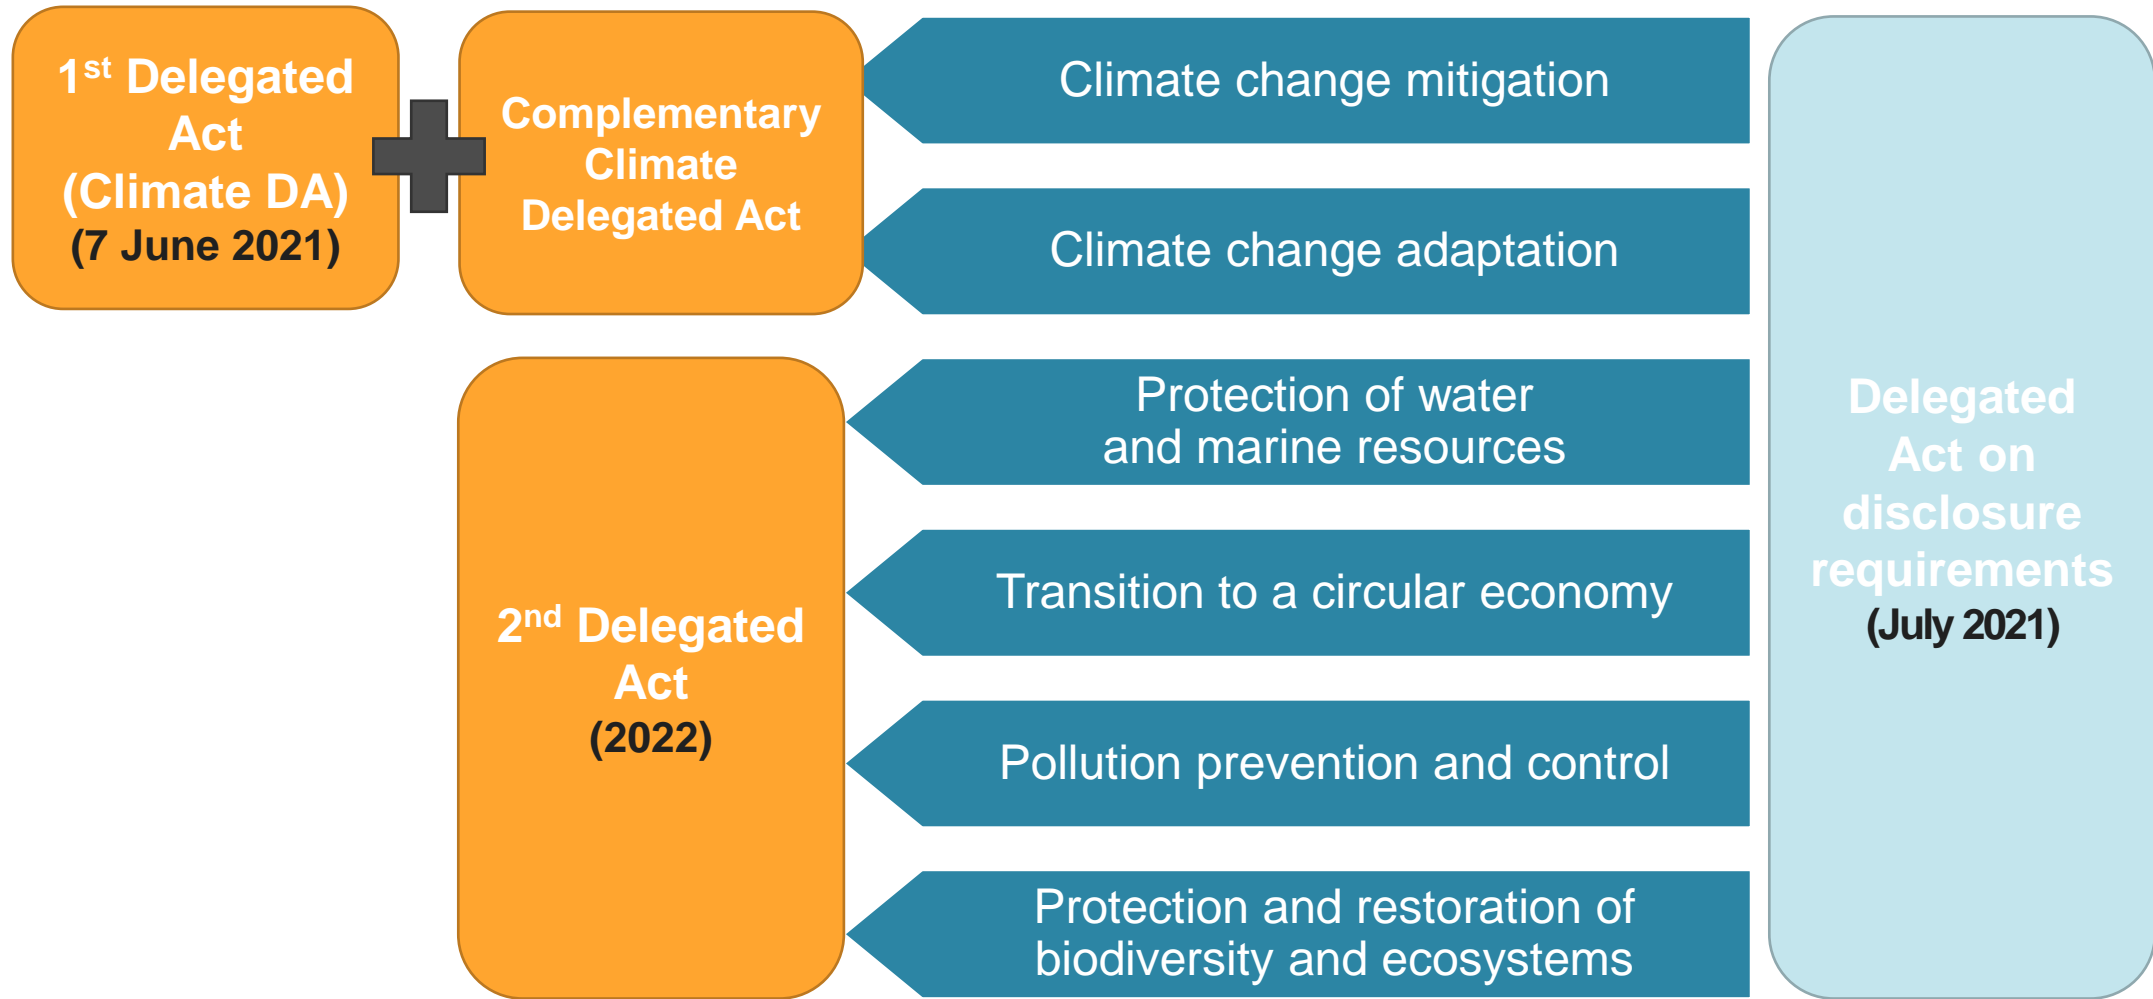 1st Delegated
Act
(Climate DA)
(7 June 2021)
Complementary
Climate
Delegated Act
Climate change mitigation
Climate change adaptation
2nd Delegated
Act
(2022)
Protection of water
and marine resources
Transition to a circular economy
Pollution prevention and control
Protection and restoration of
biodiversity and ecosystems
Delegated
Act on
disclosure
requirements
(July 2021)